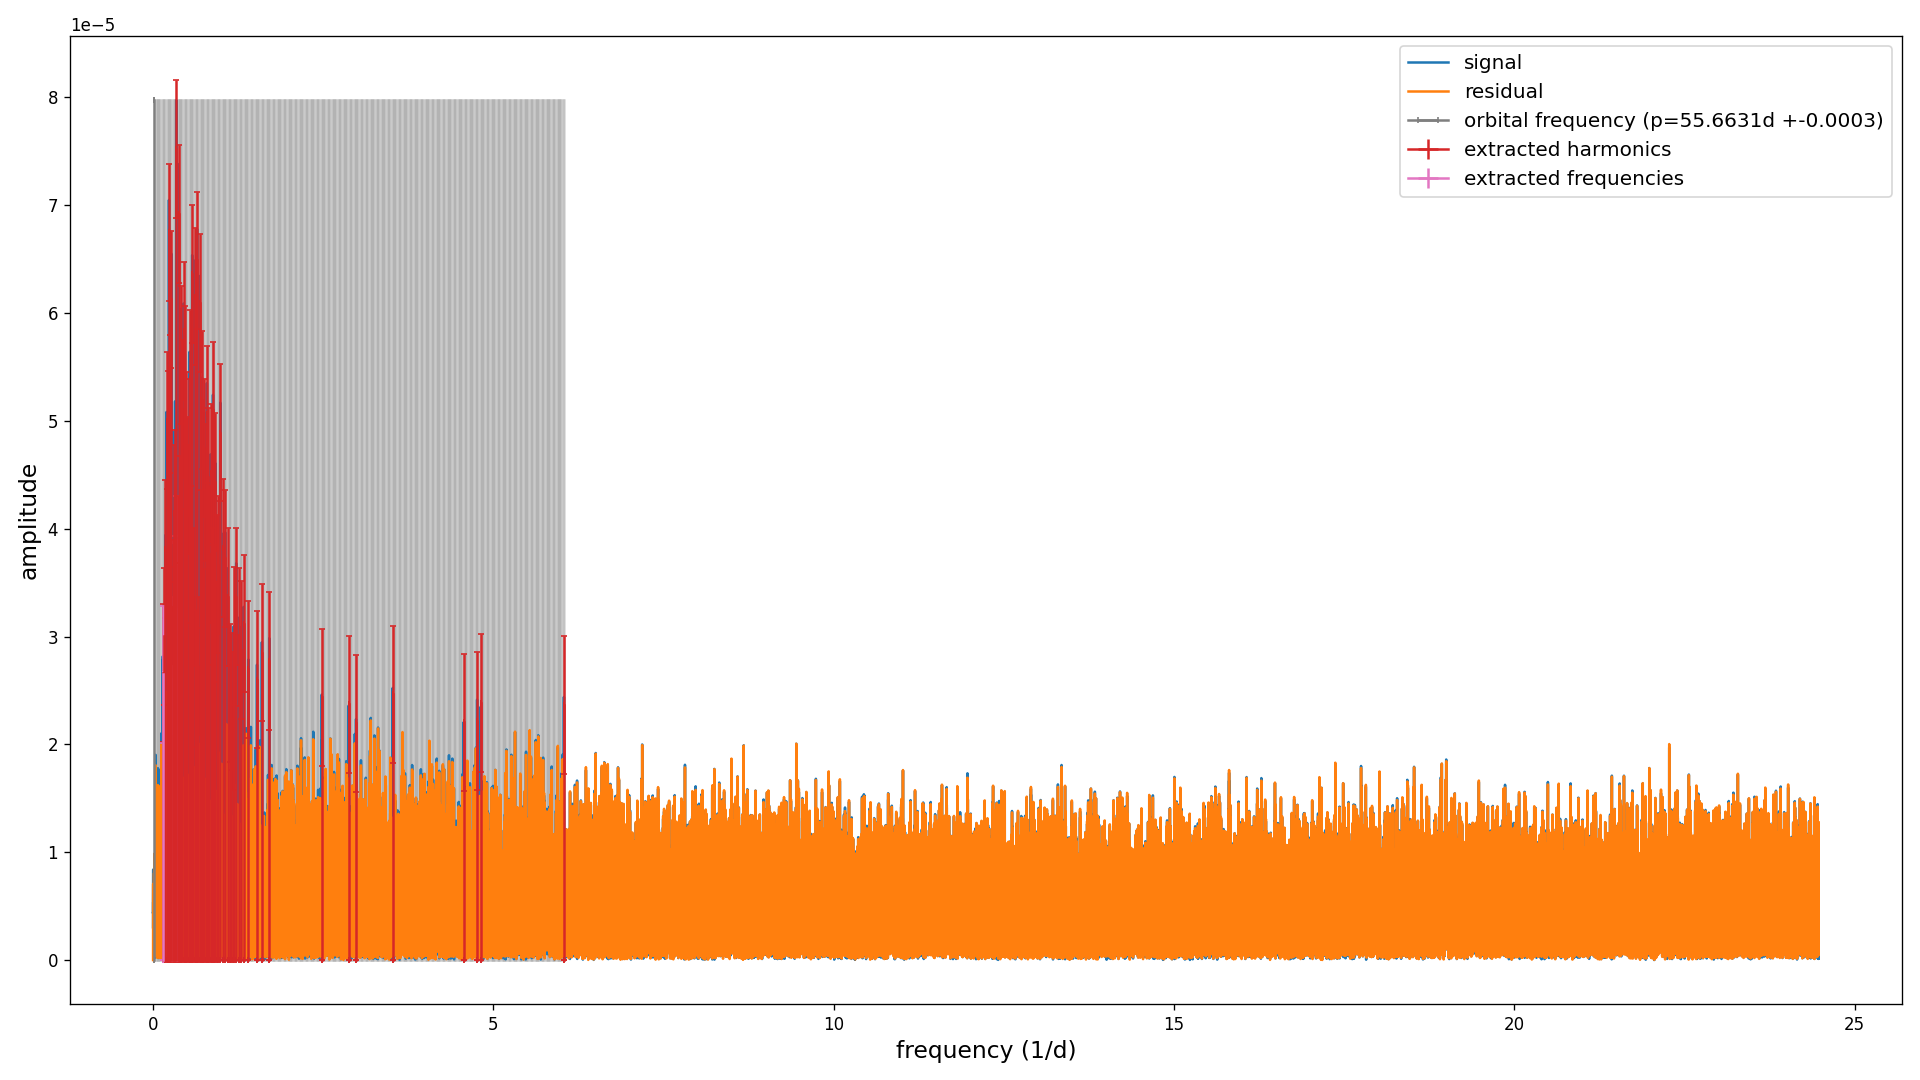 1e−5
signal
residual
orbital frequency (p=55.6631d +-0.0003)
extracted harmonics
extracted frequencies
8
7
6
5
4
3
2
1
0
amplitude
0 5 10 15 20 25
frequency (1/d)